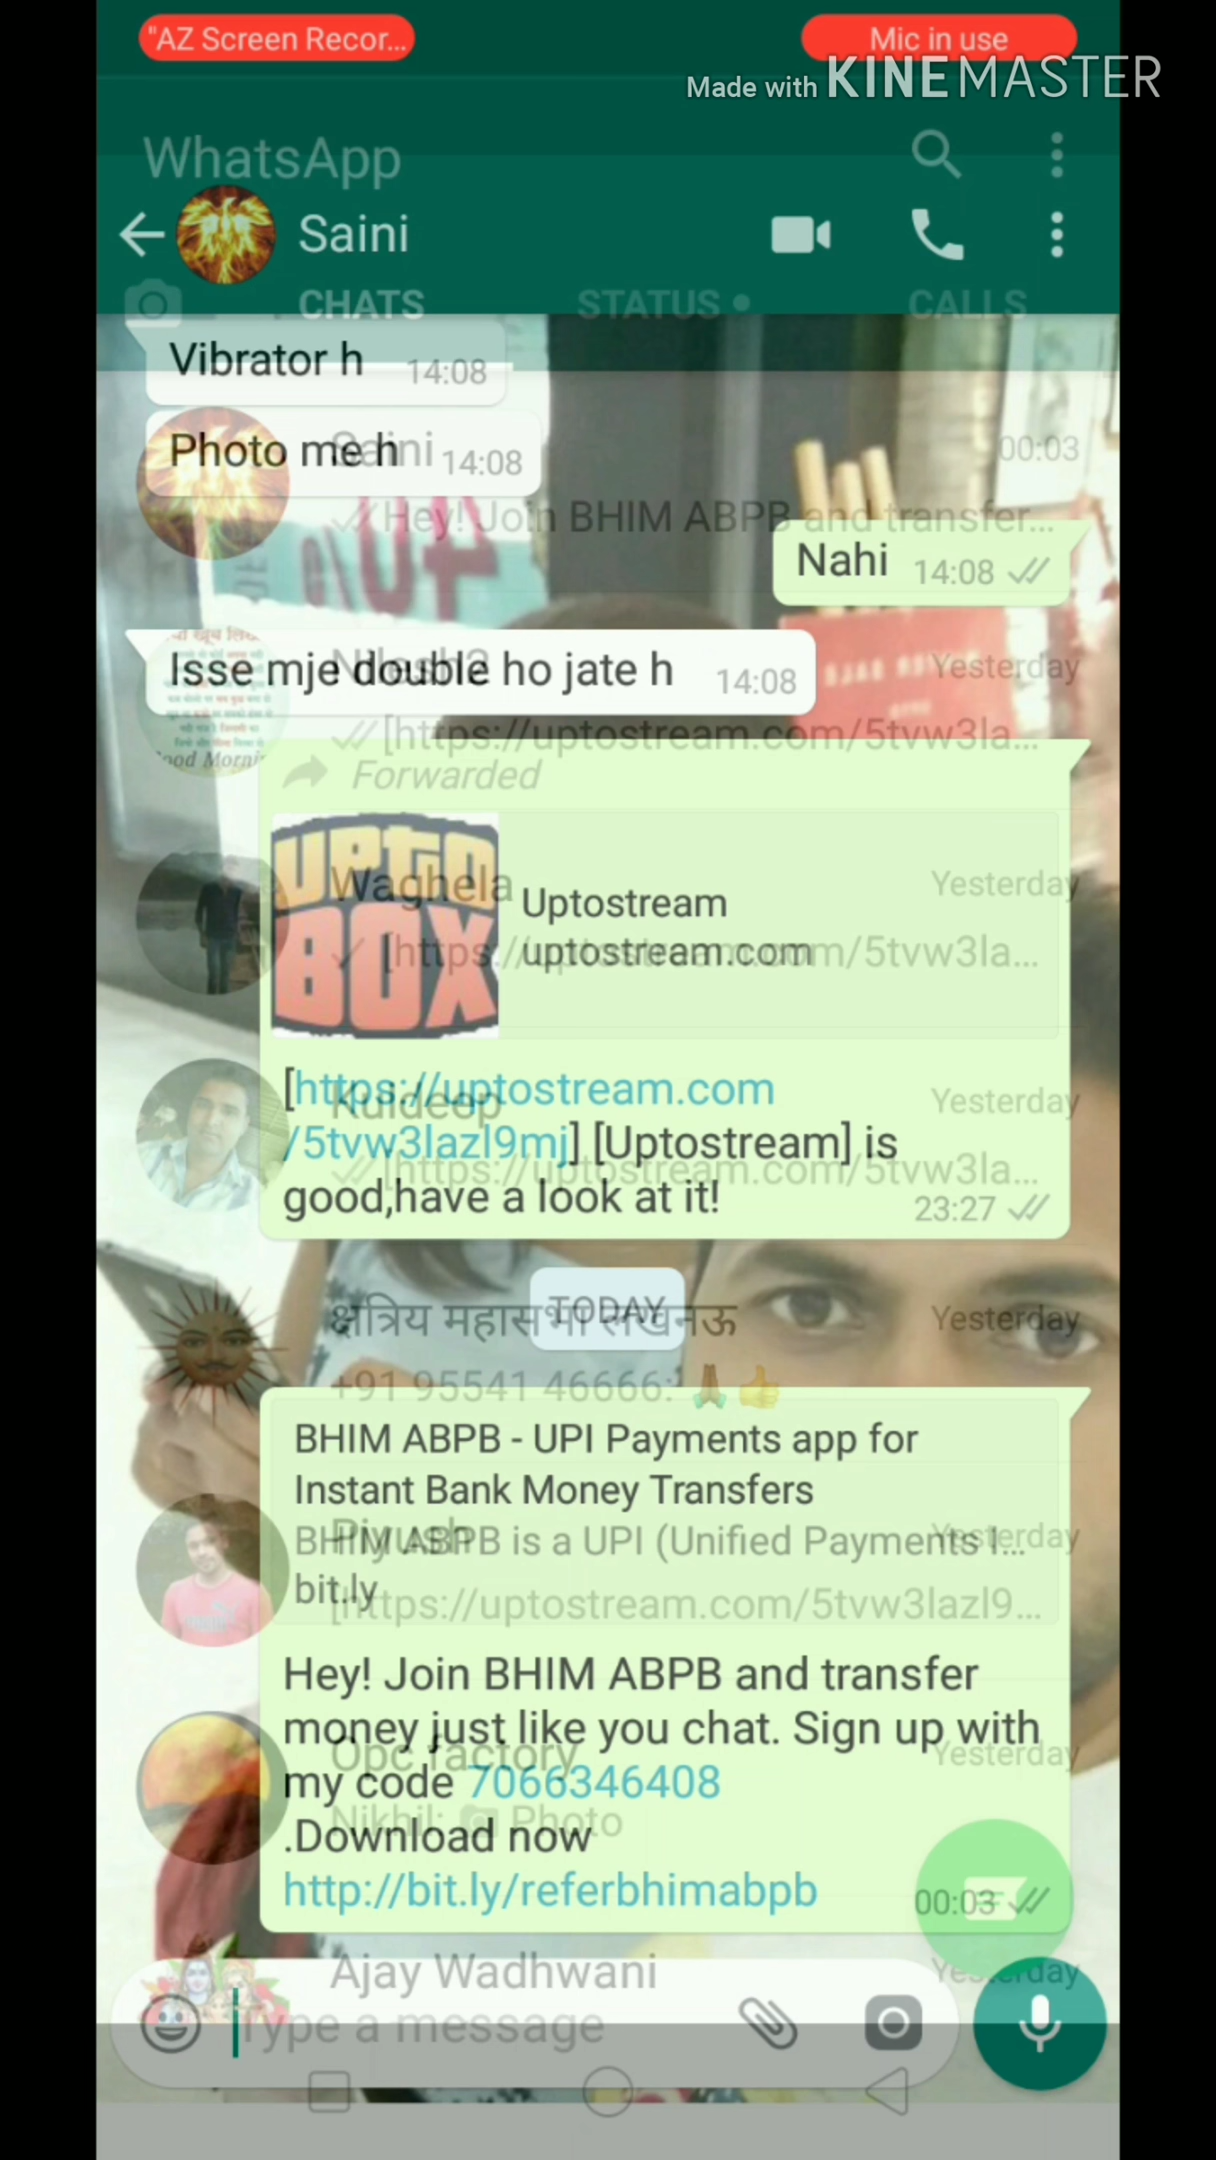 "AZ Screen Recor...
Mic in use
Made with KINEMASTER
WhatsApp
Saini
CHATS
STATUS
CALLS
Vibrator h 14:08
Photo me h 14:08
Saini 00:03
Hey! Join BHIM ABPB and transfer...
Nahi 14:08
Isse mje double ho jate h 14:08
Yesterday
[https://uptostream.com/5tvw3la...
Forwarded
UPTO
BOX
Waghela Yesterday
Uptostream
uptostream.com
[https://uptostream.com/5tvw3la...
[https://uptostream.com
/5tvw3lazl9mj] [Uptostream] is
good,have a look at it!
23:27
Kuldeep Yesterday
[https://uptostream.com/5tvw3la...
TODAY
क्षत्रिय महासभा लखनऊ Yesterday
+91 95541 46666: 🙏👍
BHIM ABPB - UPI Payments app for
Instant Bank Money Transfers
BHIM ABPB is a UPI (Unified Payments I...
bit.ly
Piyush Yesterday
[https://uptostream.com/5tvw3lazl9...
Hey! Join BHIM ABPB and transfer
money just like you chat. Sign up with
my code 7066346408
.Download now
http://bit.ly/referbhimabpb
00:03
Opc factory Yesterday
Nikhil: Photo
Ajay Wadhwani Yesterday
Type a message